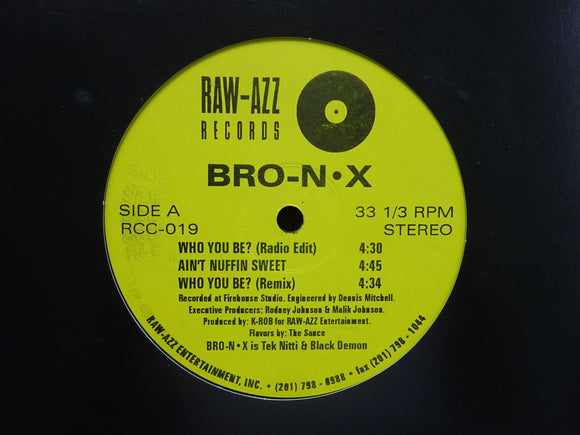 RAW-AZZ
RECORDS
BRO-N•X
SIDE A
RCC-019
33 1/3 RPM
STEREO
WHO YOU BE? (Radio Edit) 4:30
AIN'T NUFFIN SWEET 4:45
WHO YOU BE? (Remix) 4:34
Recorded at Firehouse Studio. Engineered by Dennis Mitchell.
Executive Producers: Rodney Johnson & Malik Johnson.
Produced by: K-ROB for RAW-AZZ Entertainment.
Flavors by: The Sauce
BRO-N•X is Tek Nitti & Black Demon
RAW-AZZ ENTERTAINMENT, INC. • (201) 798-0988 • fax (201) 798-1044